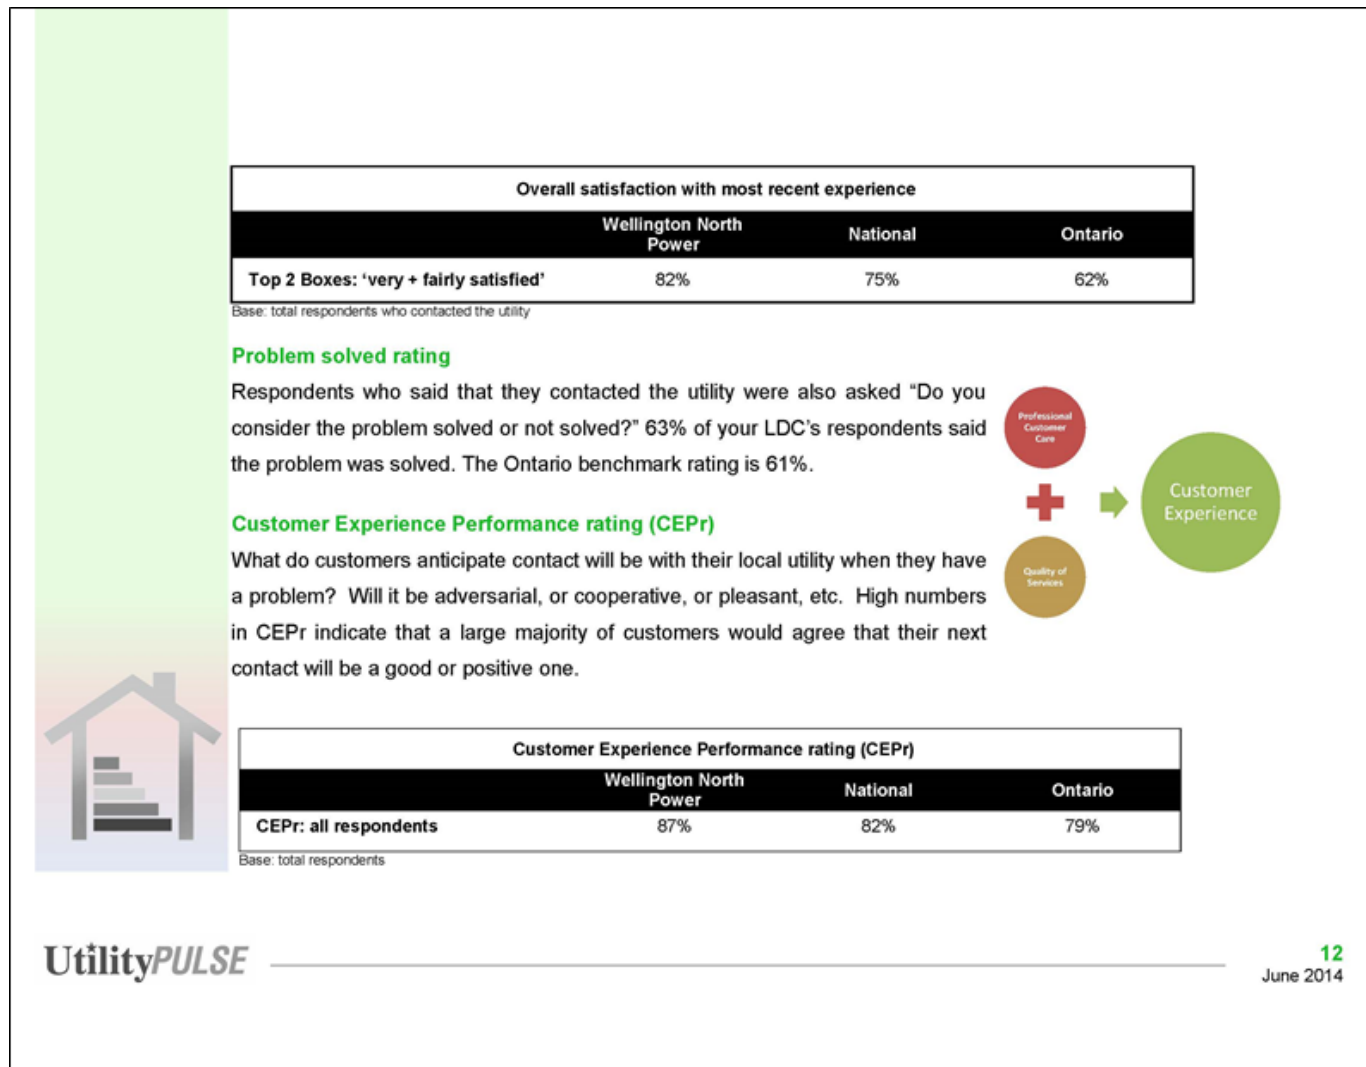 Overall satisfaction with most recent experience
Wellington North Power National Ontario
Top 2 Boxes: ‘very + fairly satisfied’ 82% 75% 62%
Base: total respondents who contacted the utility
Problem solved rating
Respondents who said that they contacted the utility were also asked “Do you
consider the problem solved or not solved?” 63% of your LDC’s respondents said
the problem was solved. The Ontario benchmark rating is 61%.
Professional
Customer
Care
Customer
Experience
Quality of
Services
Customer Experience Performance rating (CEPr)
What do customers anticipate contact will be with their local utility when they have
a problem? Will it be adversarial, or cooperative, or pleasant, etc. High numbers
in CEPr indicate that a large majority of customers would agree that their next
contact will be a good or positive one.
Customer Experience Performance rating (CEPr)
Wellington North Power National Ontario
CEPr: all respondents 87% 82% 79%
Base: total respondents
UtilityPULSE
12
June 2014